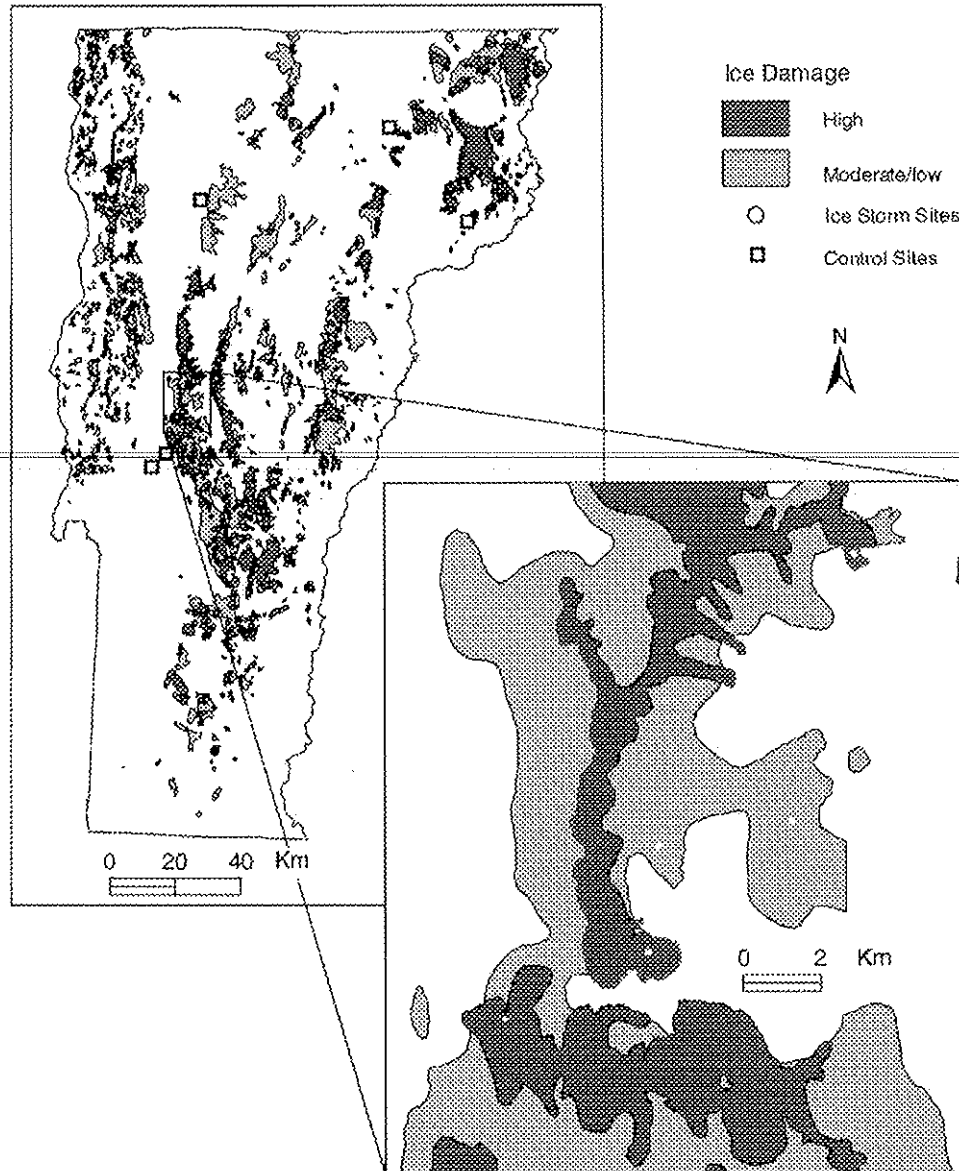 Ice Damage
High
Moderate/low
Ice Storm Sites
Control Sites
N
0 20 40 Km
0 2 Km